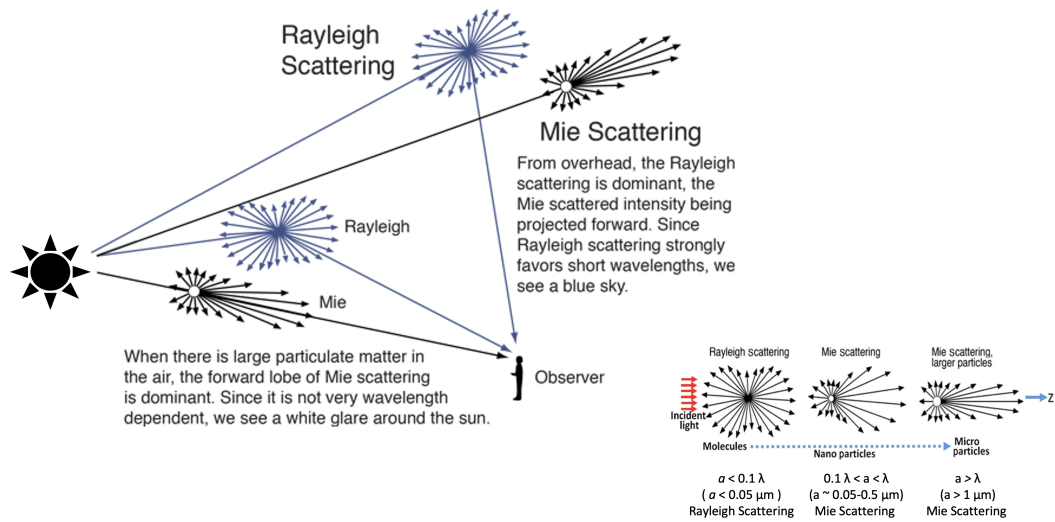 Rayleigh
Scattering
Mie Scattering
From overhead, the Rayleigh
scattering is dominant, the
Mie scattered intensity being
projected forward. Since
Rayleigh scattering strongly
favors short wavelengths, we
see a blue sky.
Rayleigh
Mie
When there is large particulate matter in
the air, the forward lobe of Mie scattering
is dominant. Since it is not very wavelength
dependent, we see a white glare around the sun.
Observer
Rayleigh scattering
Mie scattering
Mie scattering,
larger particles
Incident
light
Z
Molecules
Nano particles
Micro
particles
a < 0.1 λ
( a < 0.05 µm )
Rayleigh Scattering
0.1 λ < a < λ
(a ~ 0.05-0.5 µm)
Mie Scattering
a > λ
(a > 1 µm)
Mie Scattering